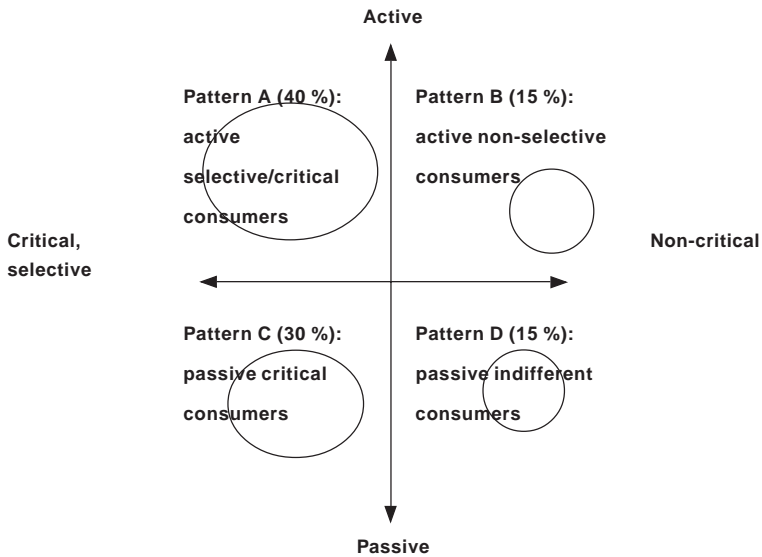 Active
Pattern A (40 %):
active
selective/critical
consumers
Pattern B (15 %):
active non-selective
consumers
Critical,
selective
Non-critical
Pattern C (30 %):
passive critical
consumers
Pattern D (15 %):
passive indifferent
consumers
Passive